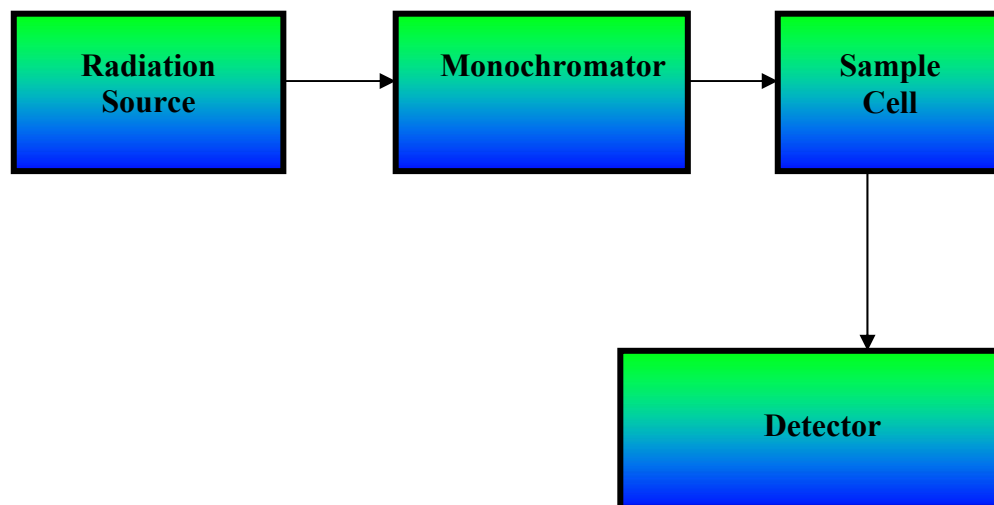 Radiation
Source
Monochromator
Sample
Cell
Detector